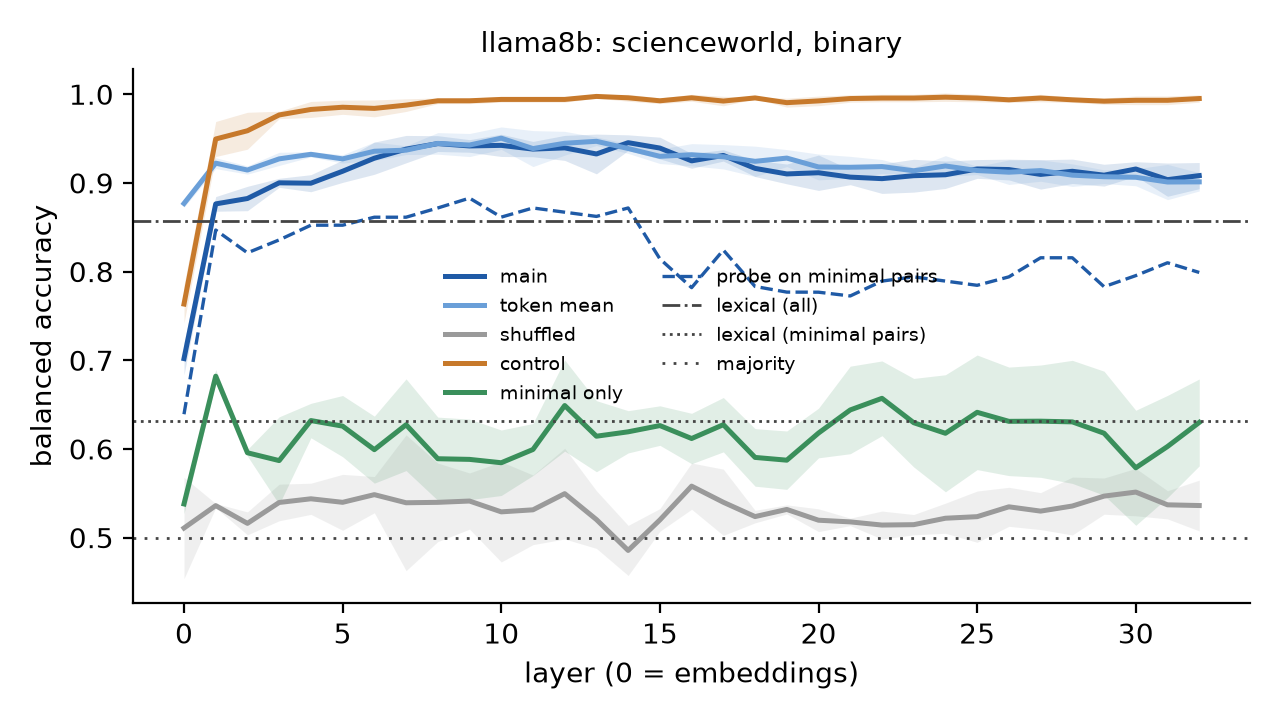 llama8b: scienceworld, binary
balanced accuracy
1.0
0.9
0.8
0.7
0.6
0.5
main
token mean
shuffled
control
minimal only
probe on minimal pairs
lexical (all)
lexical (minimal pairs)
majority
0 5 10 15 20 25 30
layer (0 = embeddings)